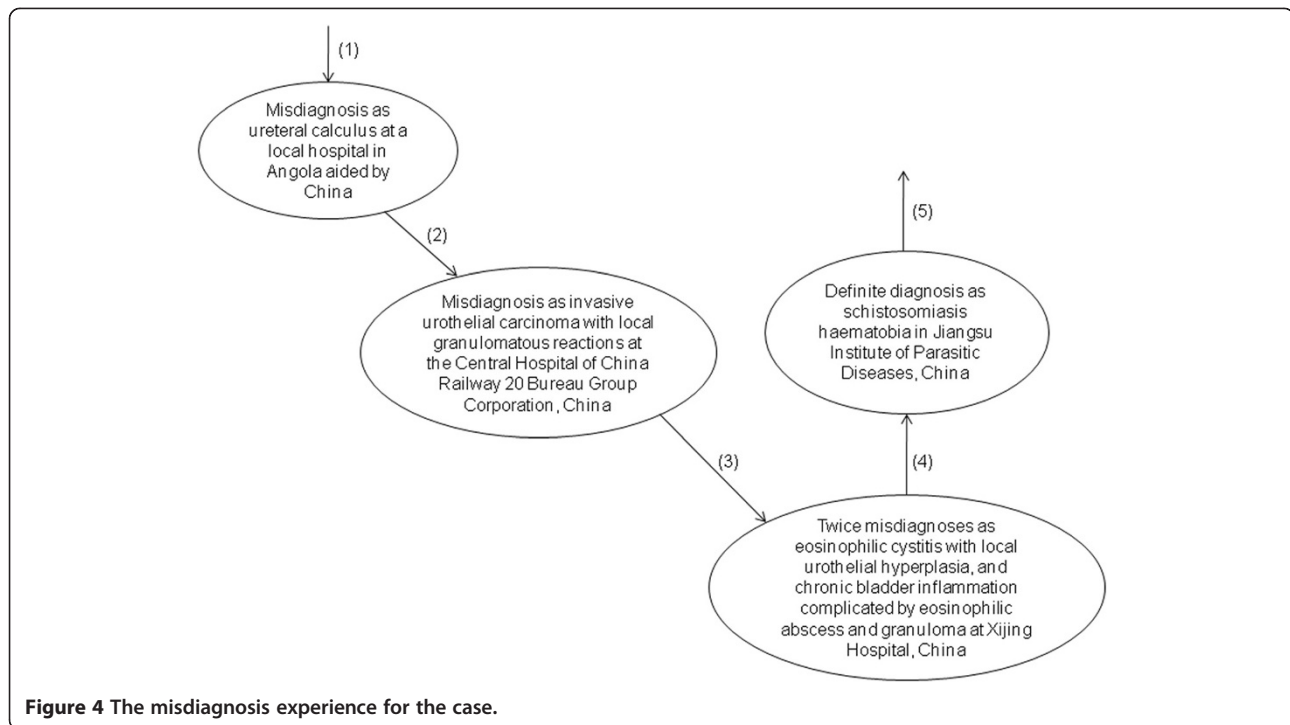 (1)
Misdiagnosis as
ureteral calculus at a
local hospital in
Angola aided by
China
(2)
Misdiagnosis as invasive
urothelial carcinoma with local
granulomatous reactions at
the Central Hospital of China
Railway 20 Bureau Group
Corporation, China
(3)
Twice misdiagnoses as
eosinophilic cystitis with local
urothelial hyperplasia, and
chronic bladder inflammation
complicated by eosinophilic
abscess and granuloma at Xijing
Hospital, China
(4)
Definite diagnosis as
schistosomiasis
haematobia in Jiangsu
Institute of Parasitic
Diseases, China
(5)
Figure 4 The misdiagnosis experience for the case.